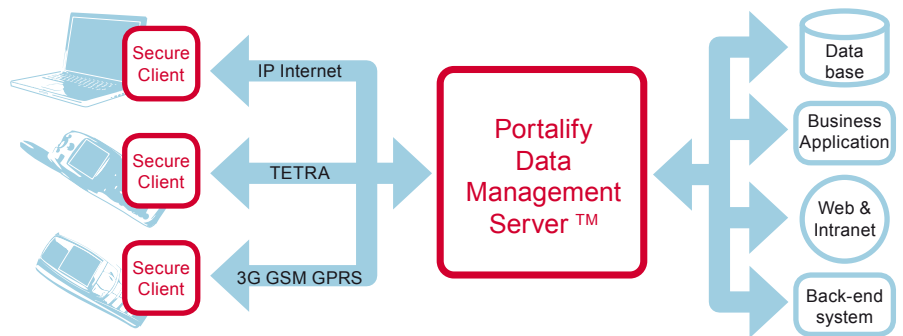 Secure
Client
IP Internet
Secure
Client
TETRA
Secure
Client
3G GSM GPRS
Portalify
Data
Management
Server TM
Data
base
Business
Application
Web &
Intranet
Back-end
system